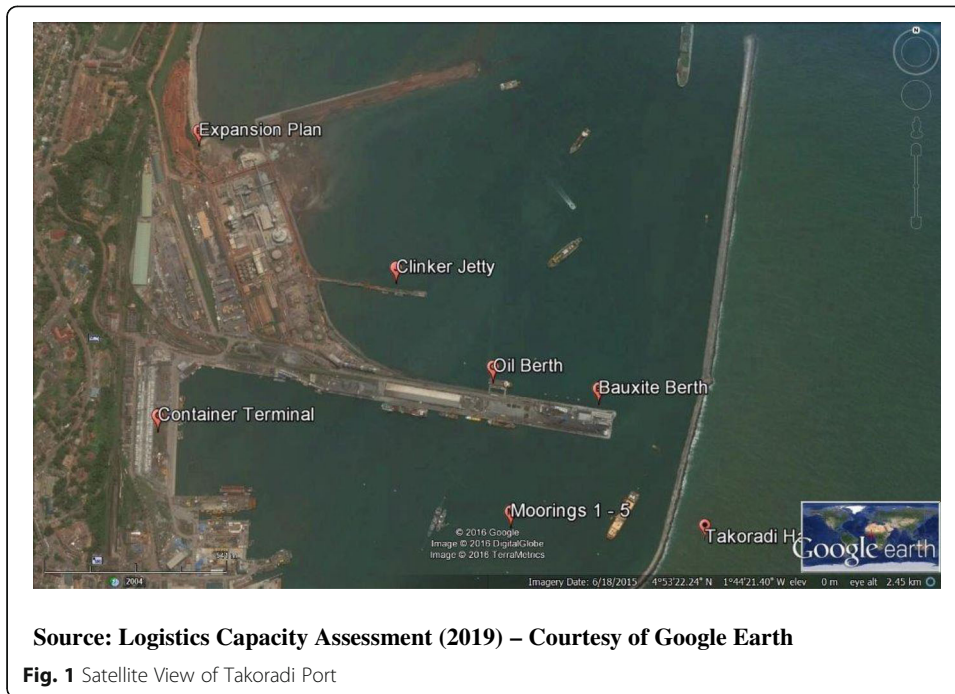 Expansion Plan
Clinker Jetty
Oil Berth
Bauxite Berth
Container Terminal
Moorings 1 - 5
© 2016 Google
Image © 2016 DigitalGlobe
Image © 2016 TerraMetrics
Takoradi
Google earth
N
2004
Imagery Date: 6/18/2015 4°53'22.24" N 1°44'21.40" W elev 0 m eye alt 2.45 km
Source: Logistics Capacity Assessment (2019) – Courtesy of Google Earth
Fig. 1 Satellite View of Takoradi Port